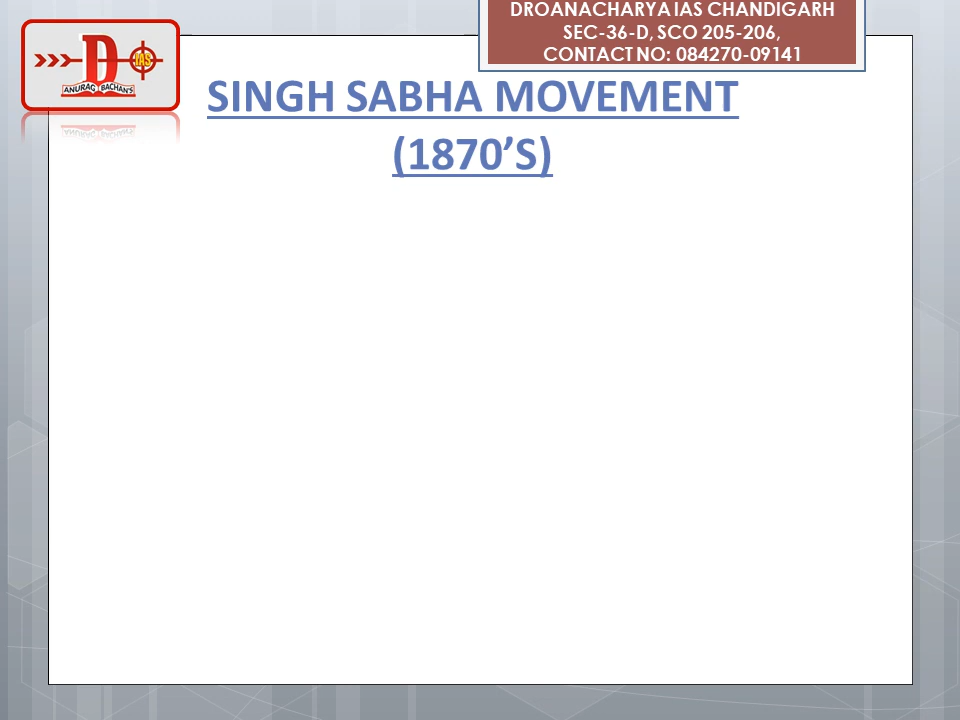 DROANACHARYA IAS CHANDIGARH
SEC-36-D, SCO 205-206,
CONTACT NO: 084270-09141
D
IAS
ANURAG BACHAN'S
SINGH SABHA MOVEMENT
(1870’S)